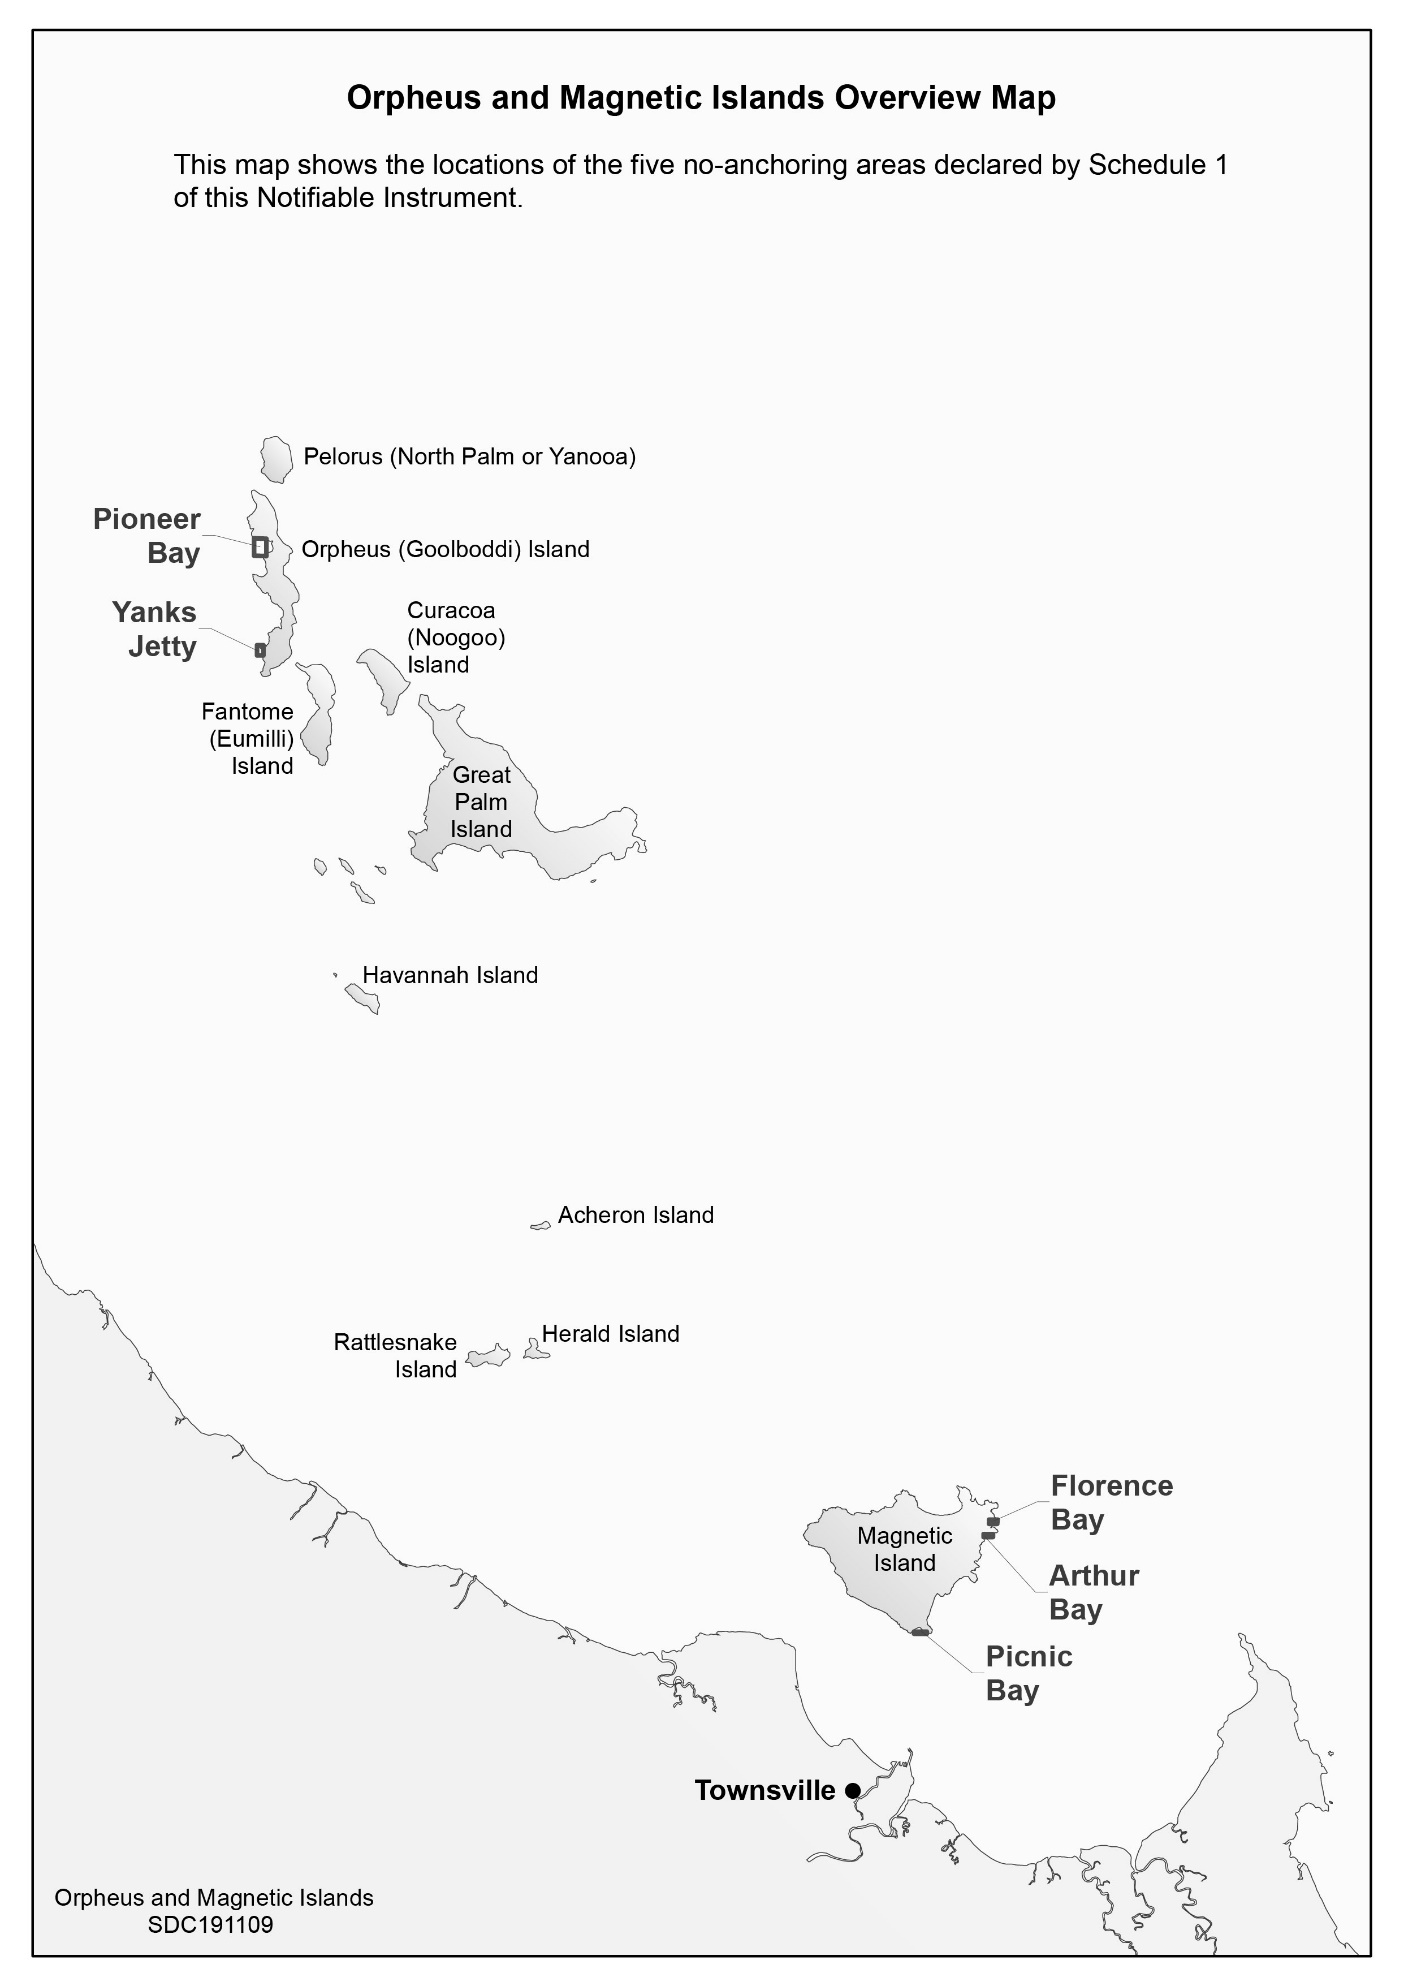 Orpheus and Magnetic Islands Overview Map
This map shows the locations of the five no-anchoring areas declared by Schedule 1
of this Notifiable Instrument.
Pelorus (North Palm or Yanooa)
Pioneer
Bay
Orpheus (Goolboddi) Island
Yanks
Jetty
Curacoa
(Noogoo)
Island
Fantome
(Eumilli)
Island
Great
Palm
Island
Havannah Island
Acheron Island
Rattlesnake
Island
Herald Island
Florence
Bay
Magnetic
Island
Arthur
Bay
Picnic
Bay
Townsville
Orpheus and Magnetic Islands
SDC191109